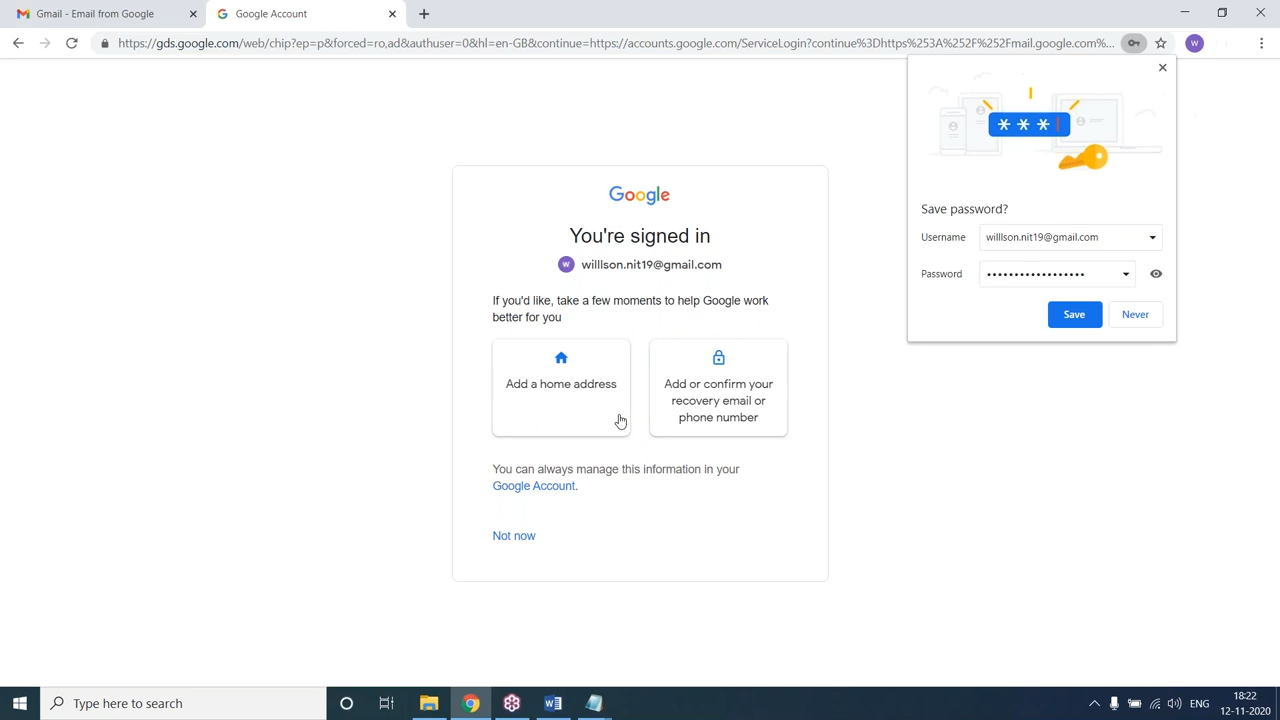 Gmail - Email from Google
Google Account
https://gds.google.com/web/chip?ep=p&forced=ro,ad&authuser=0&hl=en-GB&continue=https://accounts.google.com/ServiceLogin?continue%3Dhttps%253A%252F%252Fmail.google.com%...
W
Save password?
Username
willlson.nit19@gmail.com
Password
••••••••••••••••••
Save
Never
Google
You're signed in
W
willlson.nit19@gmail.com
If you'd like, take a few moments to help Google work
better for you
Add a home address
Add or confirm your
recovery email or
phone number
You can always manage this information in your
Google Account.
Not now
Type here to search
ENG
18:22
12-11-2020